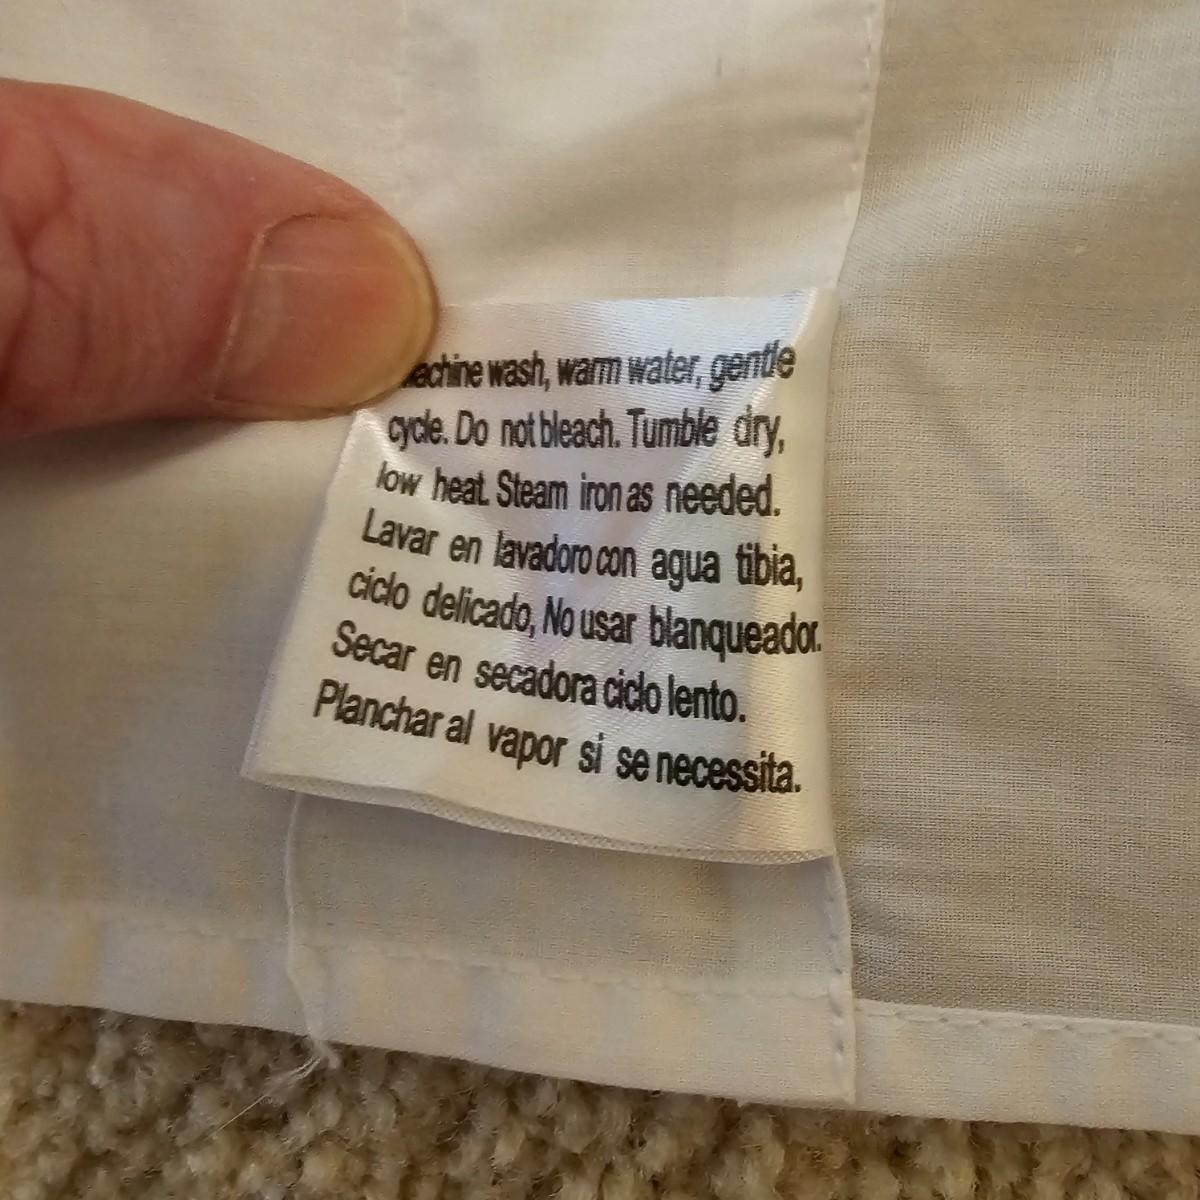 Machine wash, warm water, gentle
cycle. Do not bleach. Tumble dry,
low heat. Steam iron as needed.
Lavar en lavadoro con agua tibia,
ciclo delicado, No usar blanqueador.
Secar en secadora ciclo lento.
Planchar al vapor si se necessita.